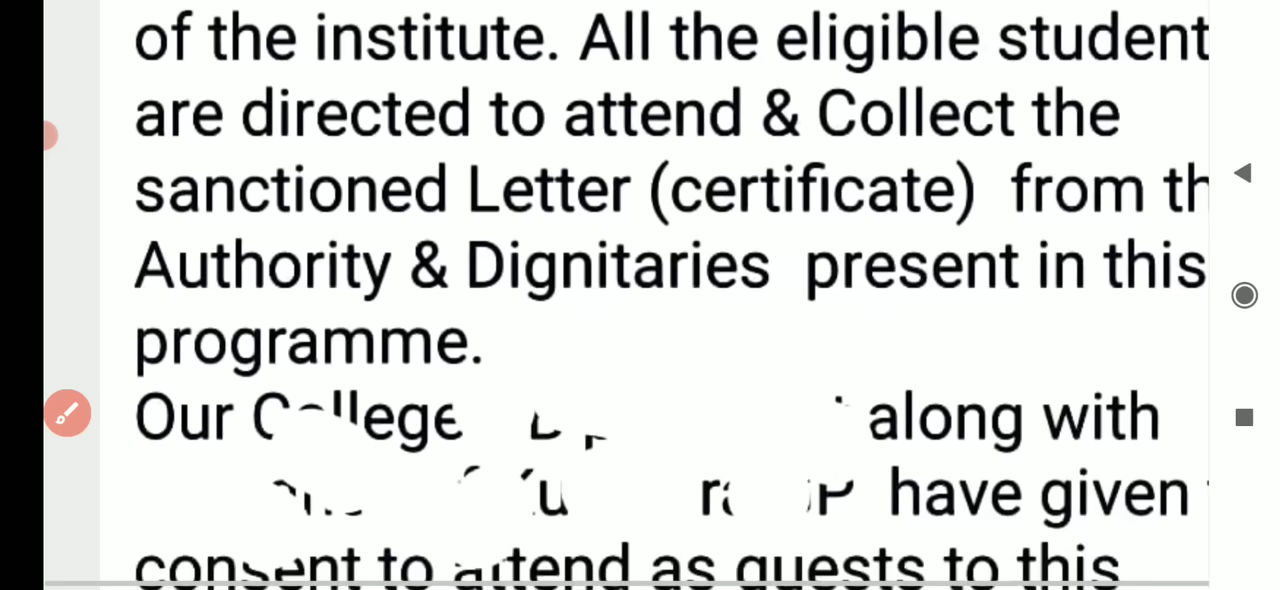 of the institute. All the eligible student
are directed to attend & Collect the
sanctioned Letter (certificate) from th
Authority & Dignitaries present in this
programme.
Our College along with
have given
consent to attend as guests to this